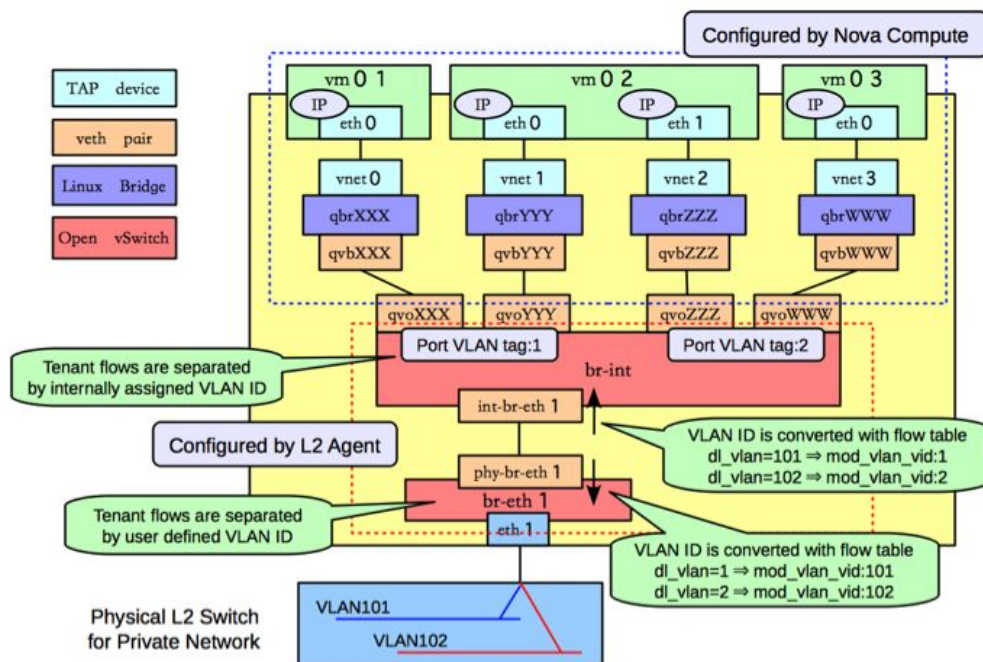 Configured by Nova Compute
vm 0 1
vm 0 2
vm 0 3
IP
IP
IP
IP
eth 0
eth 0
eth 1
eth 0
TAP device
veth pair
Linux Bridge
Open vSwitch
vnet 0
vnet 1
vnet 2
vnet 3
qbrXXX
qbrYYY
qbrZZZ
qbrWWW
qvbXXX
qvbYYY
qvbZZZ
qvbWWW
qvoXXX
qvoYYY
qvoZZZ
qvoWWW
Port VLAN tag:1
Port VLAN tag:2
br-int
Tenant flows are separated
by internally assigned VLAN ID
int-br-eth 1
Configured by L2 Agent
VLAN ID is converted with flow table
dl_vlan=101 ⇒ mod_vlan_vid:1
dl_vlan=102 ⇒ mod_vlan_vid:2
phy-br-eth 1
br-eth 1
Tenant flows are separated
by user defined VLAN ID
eth 1
VLAN ID is converted with flow table
dl_vlan=1 ⇒ mod_vlan_vid:101
dl_vlan=2 ⇒ mod_vlan_vid:102
Physical L2 Switch
for Private Network
VLAN101
VLAN102